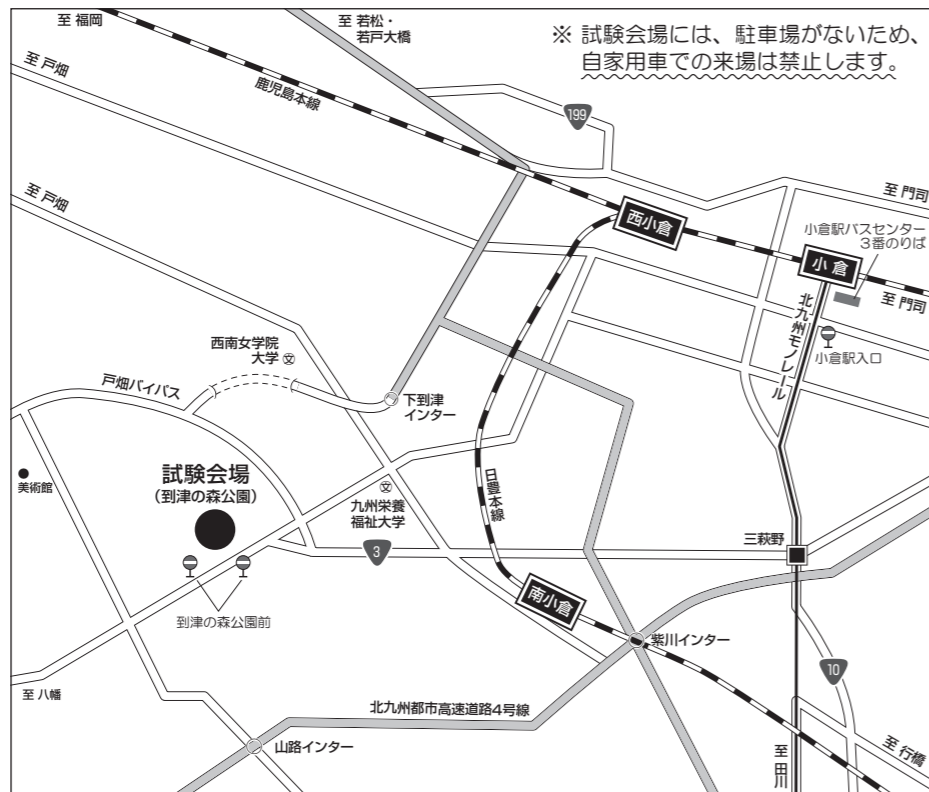 至 福岡
至 若松・
若戸大橋
※ 試験会場には、駐車場がないため、
自家用車での来場は禁止します。
至 戸畑
鹿児島本線
199
至 戸畑
至 門司
西小倉
小倉駅バスセンター
3番のりば
小倉
至 門司
北九州モノレール
小倉駅入口
西南女学院
大学
文
戸畑バイパス
下到津
インター
美術館
試験会場
(到津の森公園)
文
九州栄養
福祉大学
日豊本線
三萩野
3
到津の森公園前
南小倉
紫川インター
10
至 八幡
北九州都市高速道路4号線
山路インター
至 田川
至 行橋